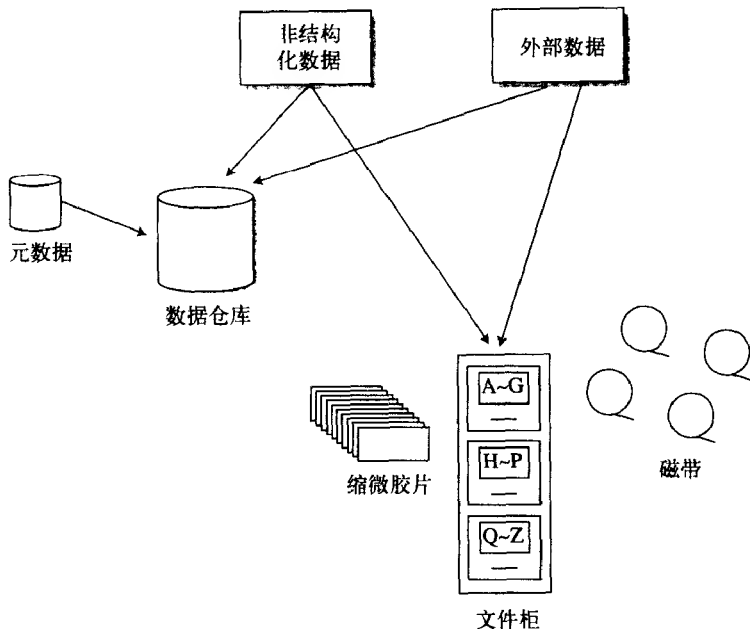 非结构
化数据
外部数据
元数据
数据仓库
A~G
H~P
Q~Z
缩微胶片
磁带
文件柜